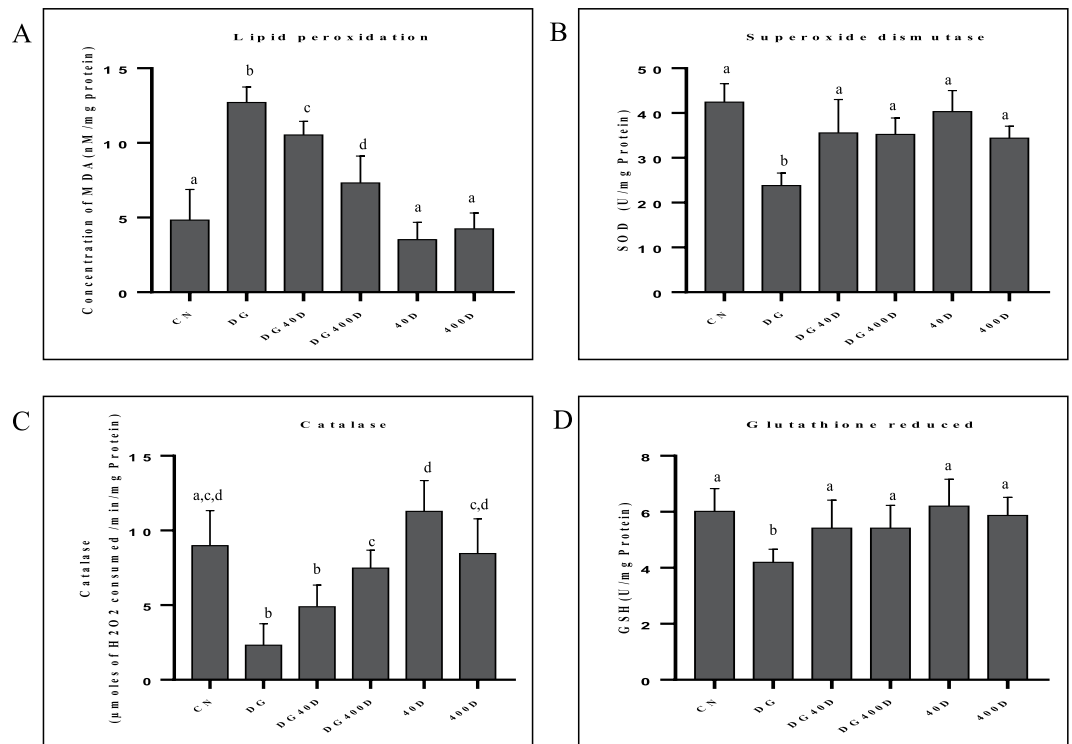 A
Lipid peroxidation
Concentration of MDA (nM/mg protein)
15
10
5
0
a
b
c
d
a
a
CN
DG
DG40D
DG400D
40D
400D
B
Superoxide dismutase
SOD (U/mg Protein)
50
40
30
20
10
0
a
b
a
a
a
a
CN
DG
DG40D
DG400D
40D
400D
C
Catalase
Catalase
(µmoles of H2O2 consumed /min/mg Protein)
15
10
5
0
a,c,d
b
b
c
d
c,d
CN
DG
DG40D
DG400D
40D
400D
D
Glutathione reduced
GSH (U/mg Protein)
8
6
4
2
0
a
b
a
a
a
a
CN
DG
DG40D
DG400D
40D
400D